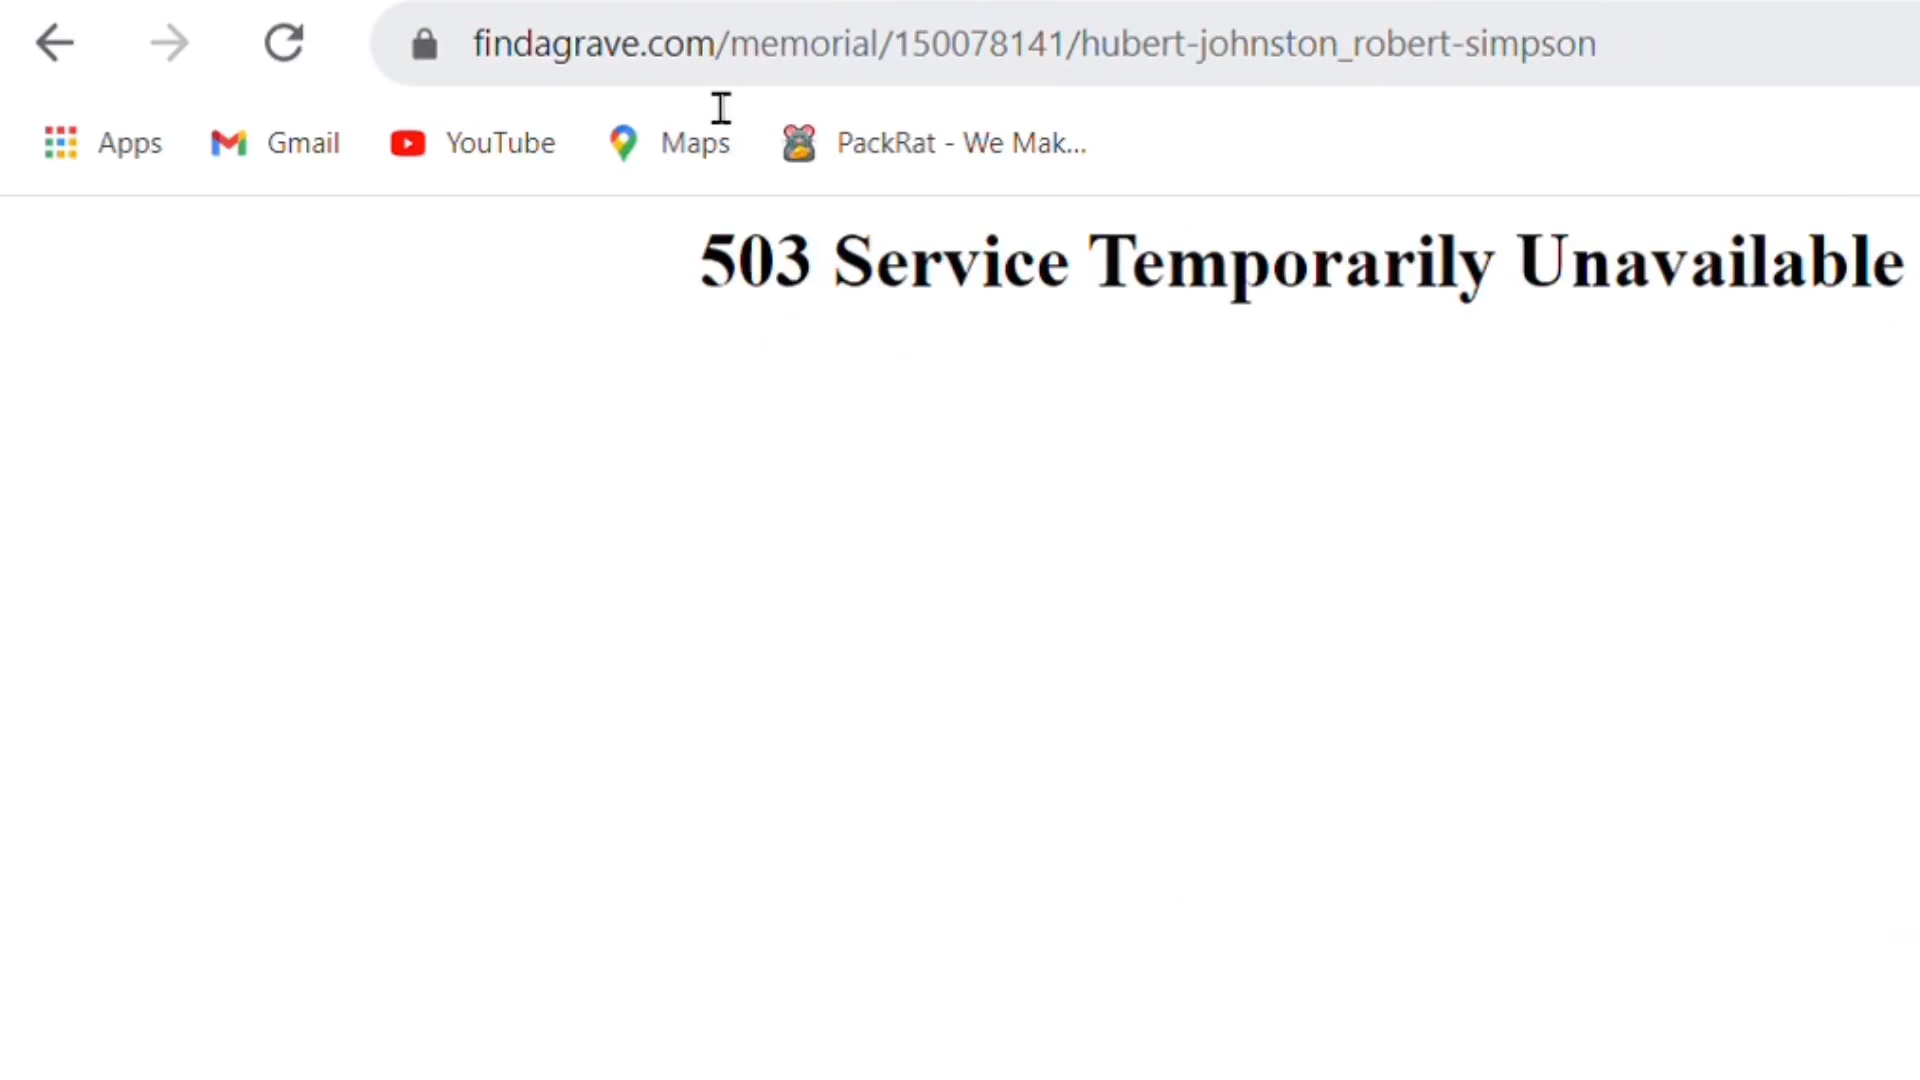 findagrave.com/memorial/150078141/hubert-johnston_robert-simpson
Apps Gmail YouTube Maps PackRat - We Mak...
503 Service Temporarily Unavailable